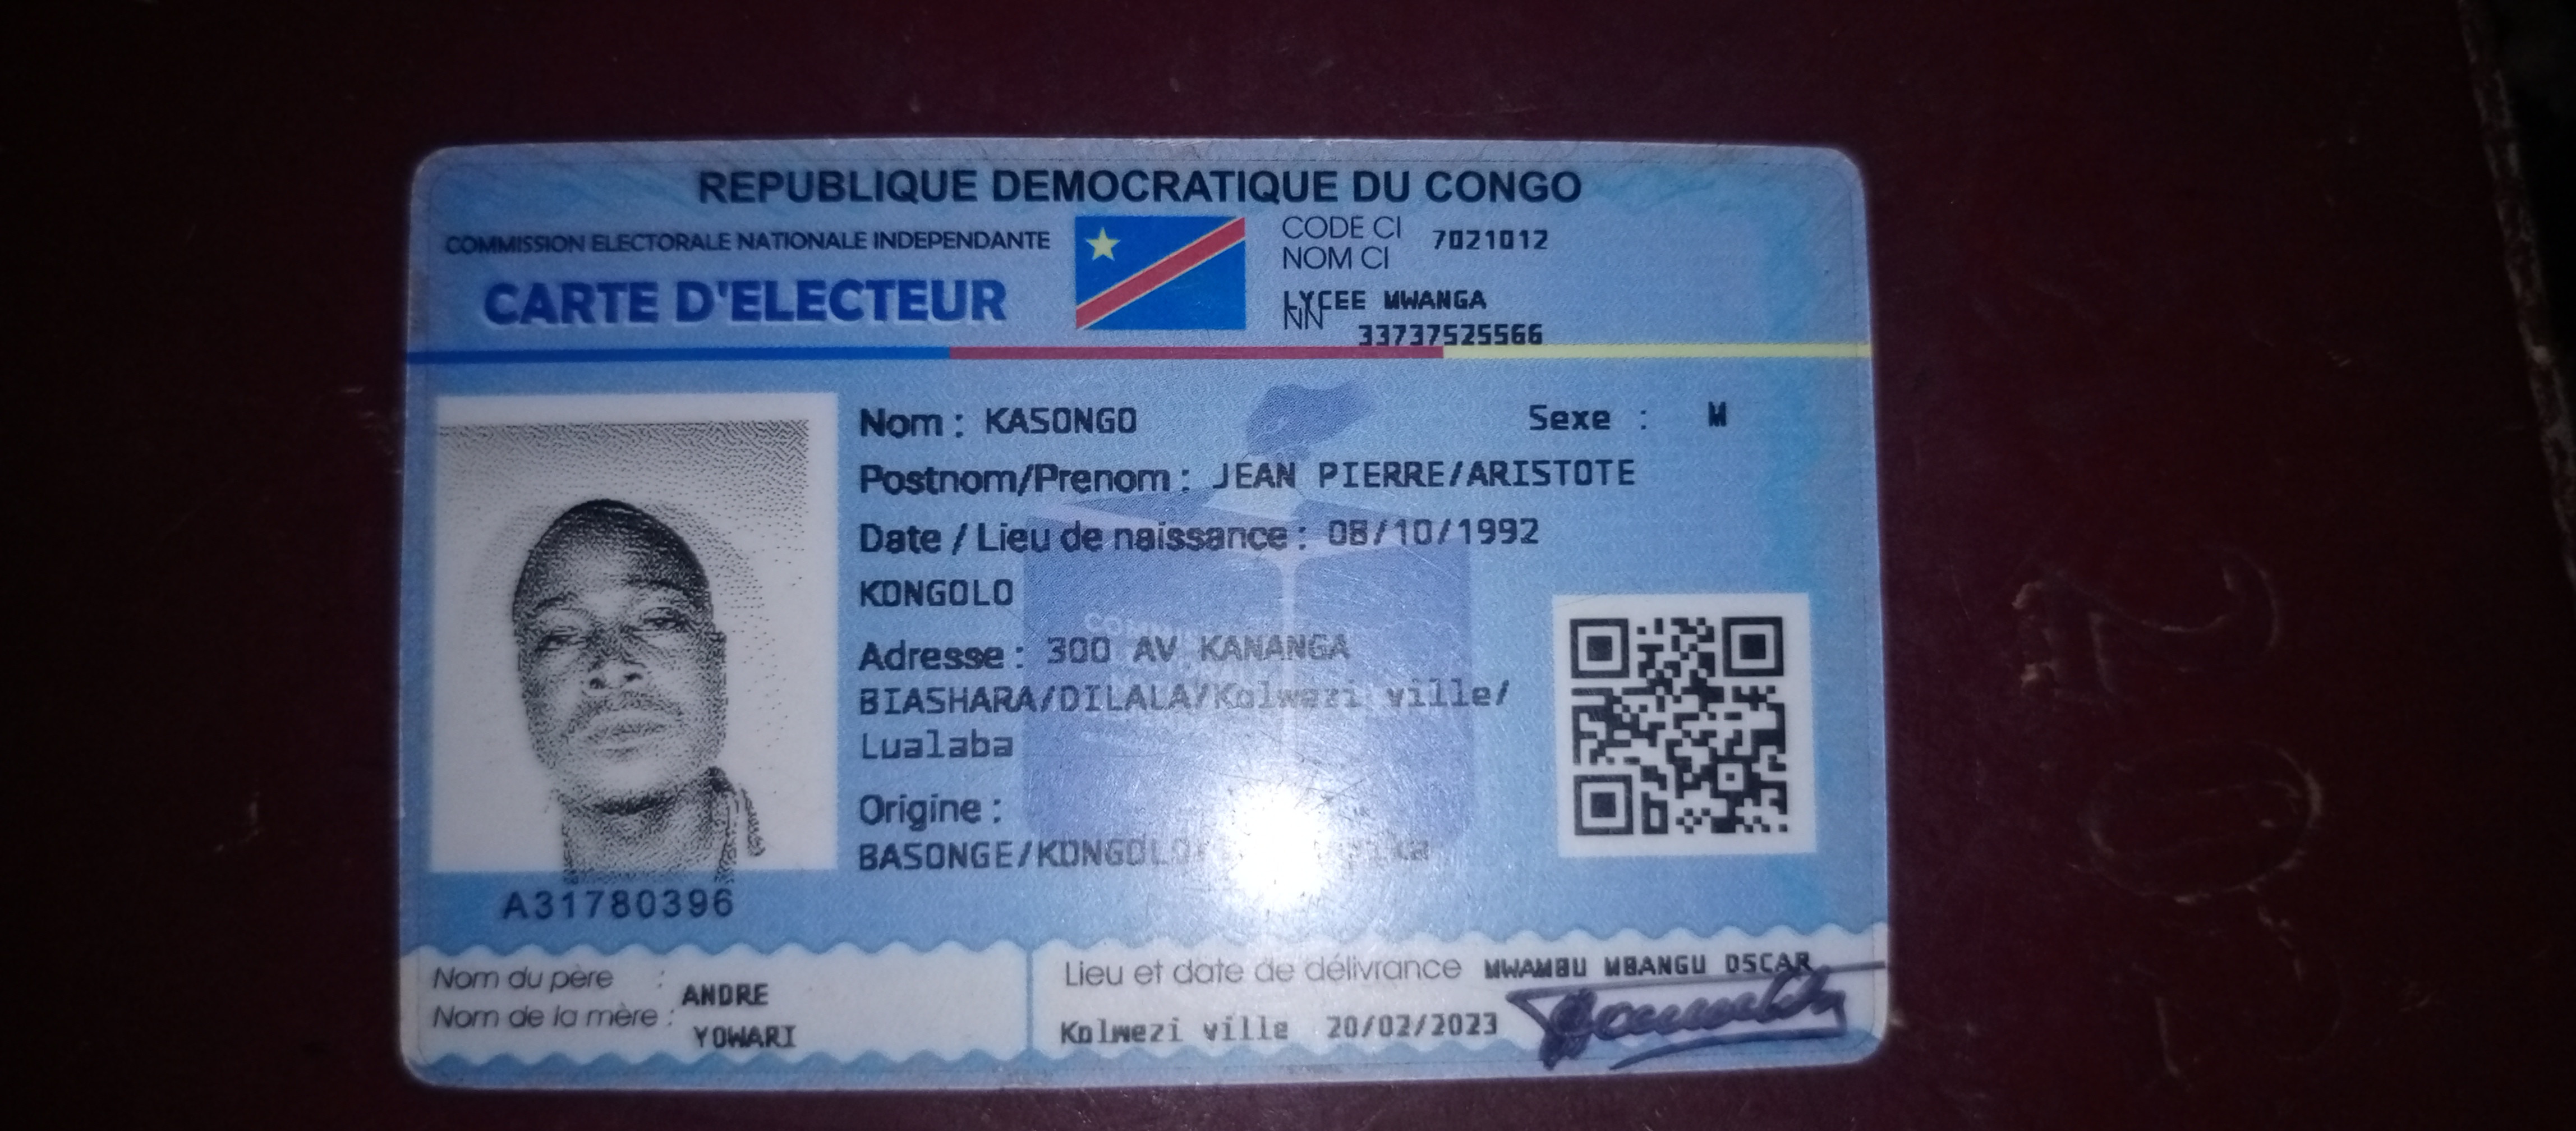 REPUBLIQUE DEMOCRATIQUE DU CONGO
COMMISSION ELECTORALE NATIONALE INDEPENDANTE
CARTE D'ELECTEUR
CODE CI 7021012
NOM CI
LYCEE MWANGA
NN 33737525566
Nom : KASONGO
Sexe : M
Postnom/Prenom : JEAN PIERRE/ARISTOTE
Date / Lieu de naissance : 08/10/1992
KONGOLO
Adresse : 300 AV KANANGA
BIASHARA/DILALA/Kolwezi ville/
Lualaba
Origine :
BASONGE/KONGOLO
A31780396
Nom du père : ANDRE
Nom de la mère : YOWARI
Lieu et date de délivrance MWAMBU MBANGU OSCAR
Kolwezi ville 20/02/2023